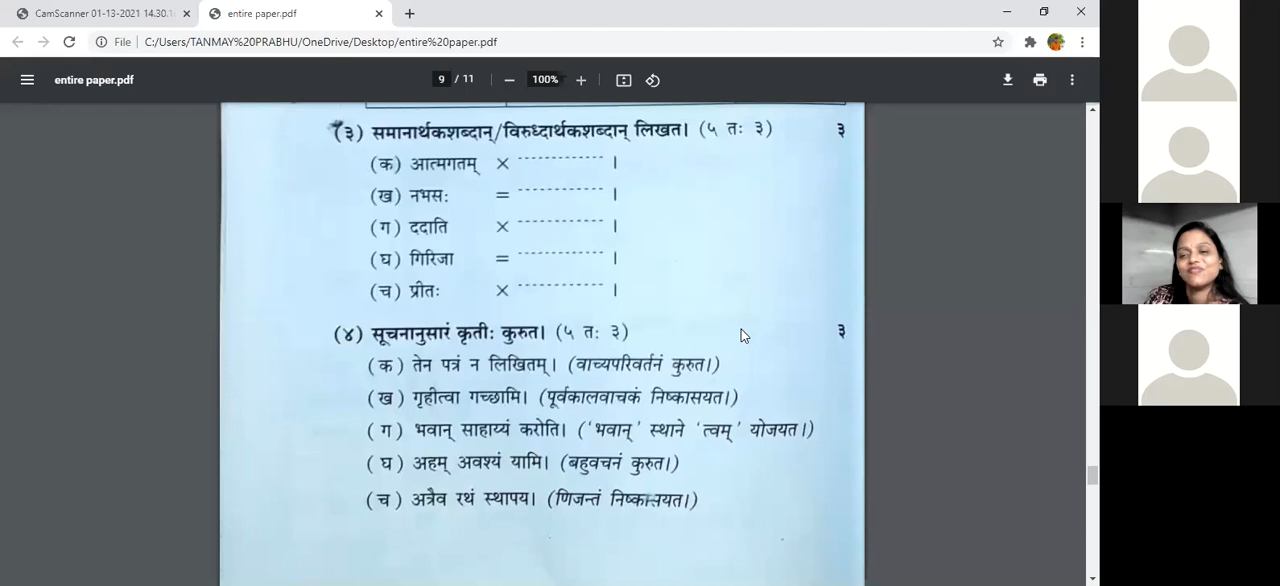 CamScanner 01-13-2021 14.30.1
entire paper.pdf
File
C:/Users/TANMAY%20PRABHU/OneDrive/Desktop/entire%20paper.pdf
entire paper.pdf
9 / 11
100%
(३) समानार्थकशब्दान्/विरुध्दार्थकशब्दान् लिखत। (५ तः ३) ३
(क) आत्मगतम् × ---------- ।
(ख) नभसः = ---------- ।
(ग) ददाति × ---------- ।
(घ) गिरिजा = ---------- ।
(च) प्रीतः × ---------- ।
(४) सूचनानुसारं कृतीः कुरुत। (५ तः ३) ३
(क) तेन पत्रं न लिखितम्। (वाच्यपरिवर्तनं कुरुत।)
(ख) गृहीत्वा गच्छामि। (पूर्वकालवाचकं निष्कासयत।)
(ग) भवान् साहाय्यं करोति। ('भवान्' स्थाने 'त्वम्' योजयत।)
(घ) अहम् अवश्यं यामि। (बहुवचनं कुरुत।)
(च) अत्रैव रथं स्थापय। (णिजन्तं निष्कासयत।)